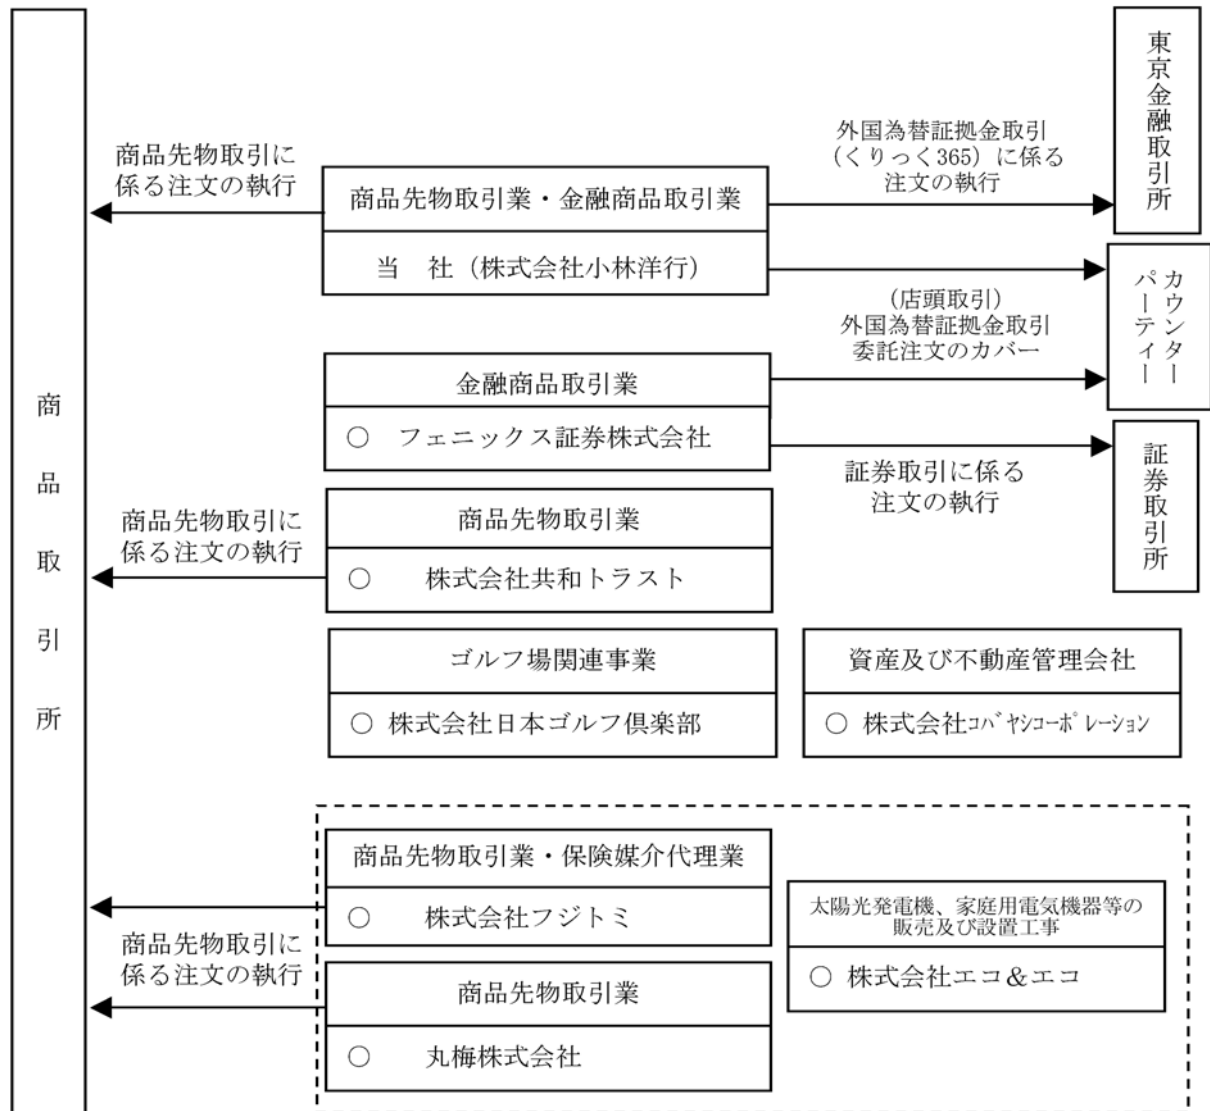 商品取引所
東京金融取引所
外国為替証拠金取引
（くりっく365）に係る
注文の執行
商品先物取引に
係る注文の執行
商品先物取引業・金融商品取引業
当　社（株式会社小林洋行）
カウンター
パーティー
（店頭取引）
外国為替証拠金取引
委託注文のカバー
金融商品取引業
○　フェニックス証券株式会社
証券取引に係る
注文の執行
証券取引所
商品先物取引に
係る注文の執行
商品先物取引業
○　株式会社共和トラスト
ゴルフ場関連事業
○ 株式会社日本ゴルフ倶楽部
資産及び不動産管理会社
○ 株式会社ｺﾊﾞﾔｼｺｰﾎﾟﾚｰｼｮﾝ
商品先物取引業・保険媒介代理業
○　株式会社フジトミ
太陽光発電機、家庭用電気機器等の
販売及び設置工事
○ 株式会社エコ＆エコ
商品先物取引に
係る注文の執行
商品先物取引業
○　丸梅株式会社